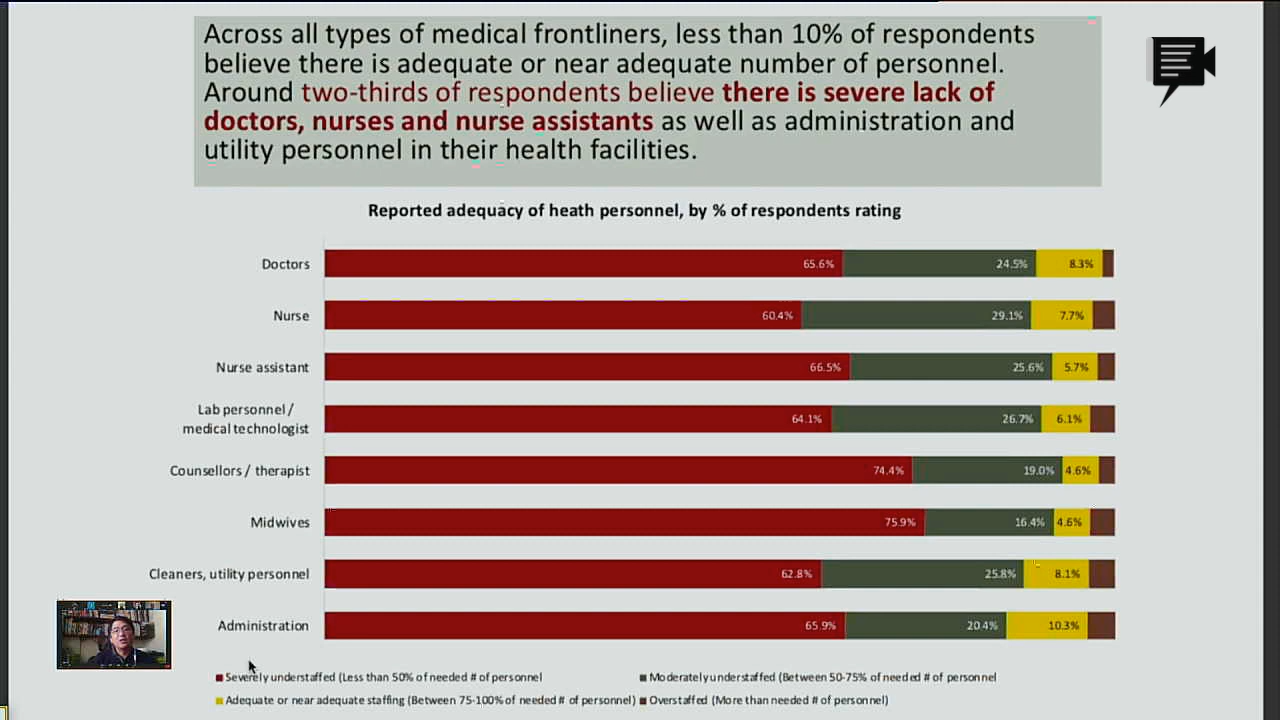 Across all types of medical frontliners, less than 10% of respondents
believe there is adequate or near adequate number of personnel.
Around two-thirds of respondents believe there is severe lack of
doctors, nurses and nurse assistants as well as administration and
utility personnel in their health facilities.
Reported adequacy of heath personnel, by % of respondents rating
Doctors 65.6% 24.5% 8.3%
Nurse 60.4% 29.1% 7.7%
Nurse assistant 66.5% 25.6% 5.7%
Lab personnel /
medical technologist 64.1% 26.7% 6.1%
Counsellors / therapist 74.4% 19.0% 4.6%
Midwives 75.9% 16.4% 4.6%
Cleaners, utility personnel 62.8% 25.8% 8.1%
Administration 65.9% 20.4% 10.3%
Severely understaffed (Less than 50% of needed # of personnel
Moderately understaffed (Between 50-75% of needed # of personnel
Adequate or near adequate staffing (Between 75-100% of needed # of personnel)
Overstaffed (More than needed # of personnel)